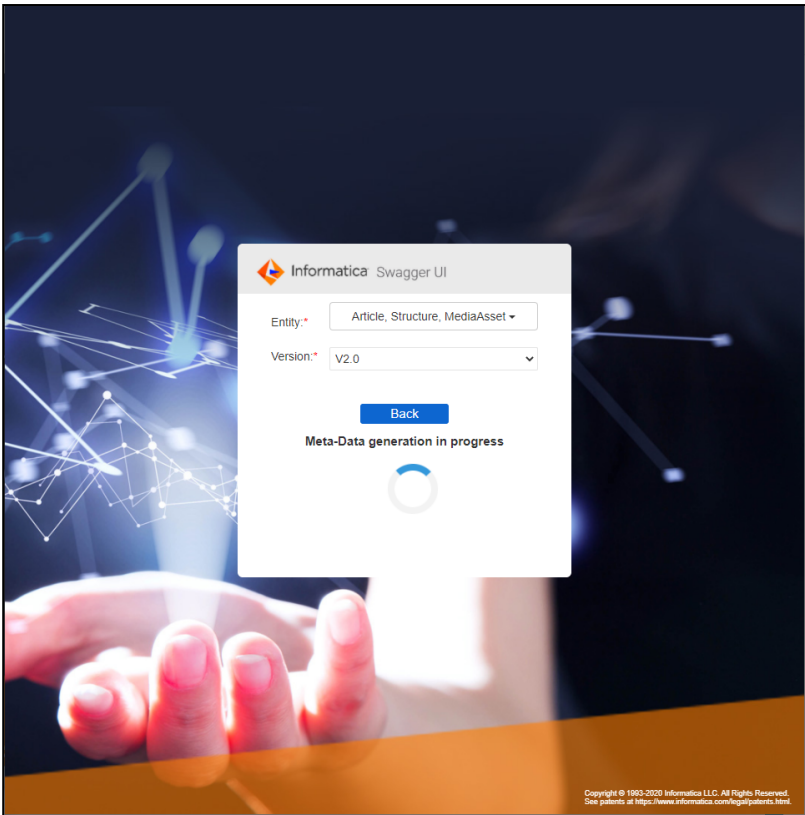 Informatica Swagger UI
Entity:* Article, Structure, MediaAsset
Version:* V2.0
Back
Meta-Data generation in progress
Copyright © 1993-2020 Informatica LLC. All Rights Reserved.
See patents at https://www.informatica.com/legal/patents.html.